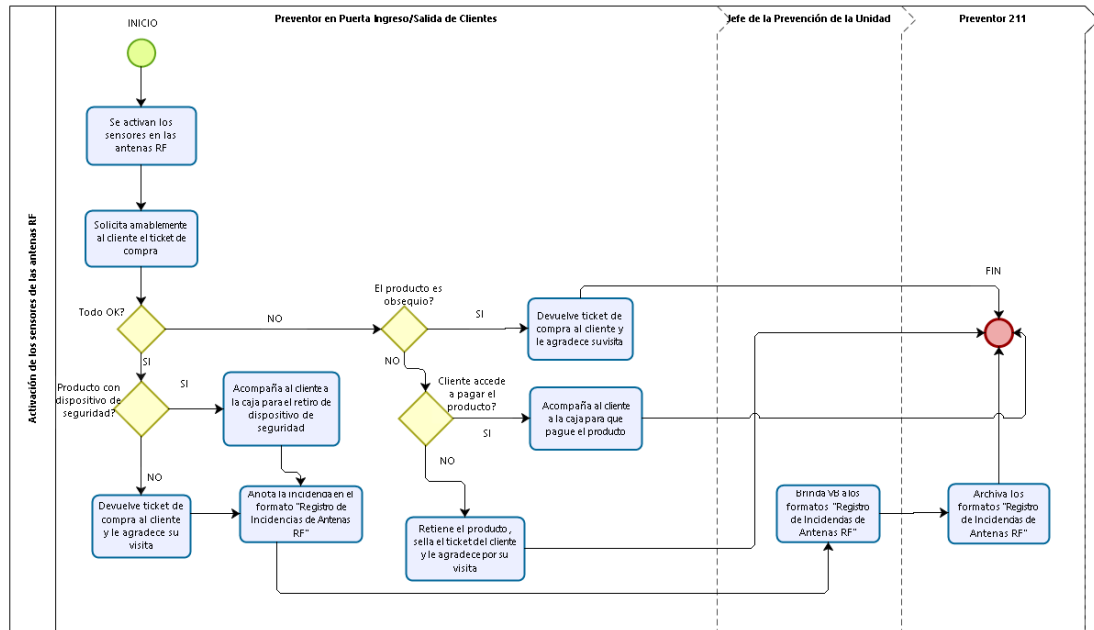 Activación de los sensores de las antenas RF
Preventor en Puerta Ingreso/Salida de Clientes
Jefe de la Prevención de la Unidad
Preventor 211
INICIO
Se activan los
sensores en las
antenas RF
Solicita amablemente
al cliente el ticket de
compra
Todo OK?
NO
SI
El producto es
obsequio?
SI
NO
Devuelve ticket de
compra al cliente y
le agradece su visita
FIN
Producto con
dispositivo de
seguridad?
SI
NO
Acompaña al cliente a
la caja para el retiro de
dispositivo de
seguridad
Cliente accede
a pagar el
producto?
SI
NO
Acompaña al cliente
a la caja para que
pague el producto
Devuelve ticket de
compra al cliente
y le agradece su
visita
Anota la incidencia en el
formato "Registro de
Incidencias de Antenas
RF"
Retiene el producto,
sella el ticket del cliente
y le agradece por su
visita
Brinda VB a los
formatos "Registro
de Incidendas de
Antenas RF"
Archiva los
formatos "Registro
de Incidendas de
Antenas RF"